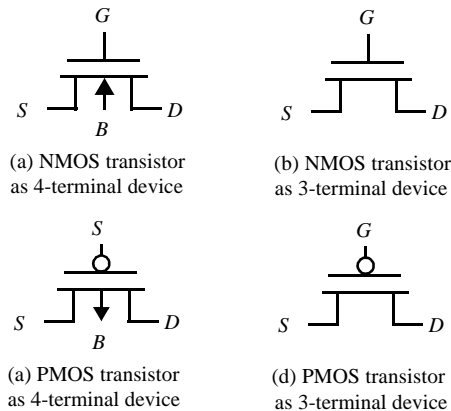 G G
S B D S D
(a) NMOS transistor
as 4-terminal device
(b) NMOS transistor
as 3-terminal device
S G
S B D S D
(a) PMOS transistor
as 4-terminal device
(d) PMOS transistor
as 3-terminal device